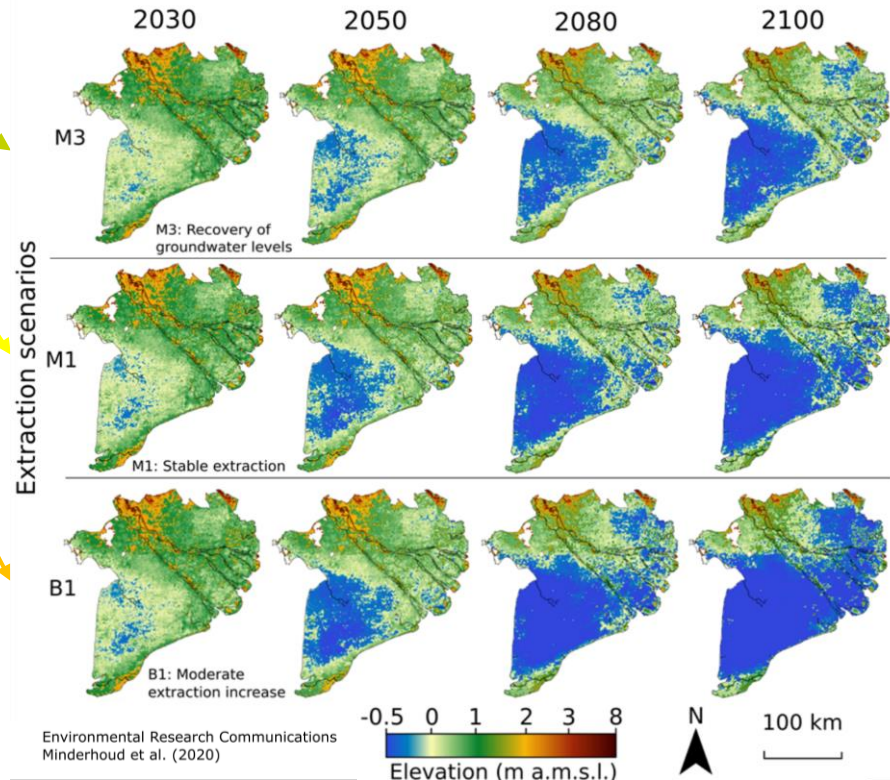 2030 2050 2080 2100
Extraction scenarios
M3
M3: Recovery of
groundwater levels
M1
M1: Stable extraction
B1
B1: Moderate
extraction increase
Environmental Research Communications
Minderhoud et al. (2020)
-0.5 0 1 2 3 8
Elevation (m a.m.s.l.)
N
100 km